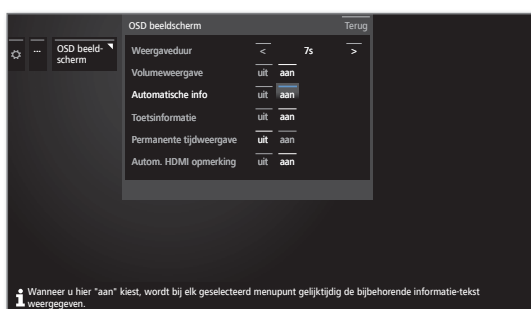 OSD beeldscherm Terug
... OSD beeld-
scherm
Weergaveduur < 7s >
Volumeweergave uit aan
Automatische info uit aan
Toetsinformatie uit aan
Permanente tijdweergave uit aan
Autom. HDMI opmerking uit aan
Wanneer u hier "aan" kiest, wordt bij elk geselecteerd menupunt gelijktijdig de bijbehorende informatie-tekst
weergegeven.